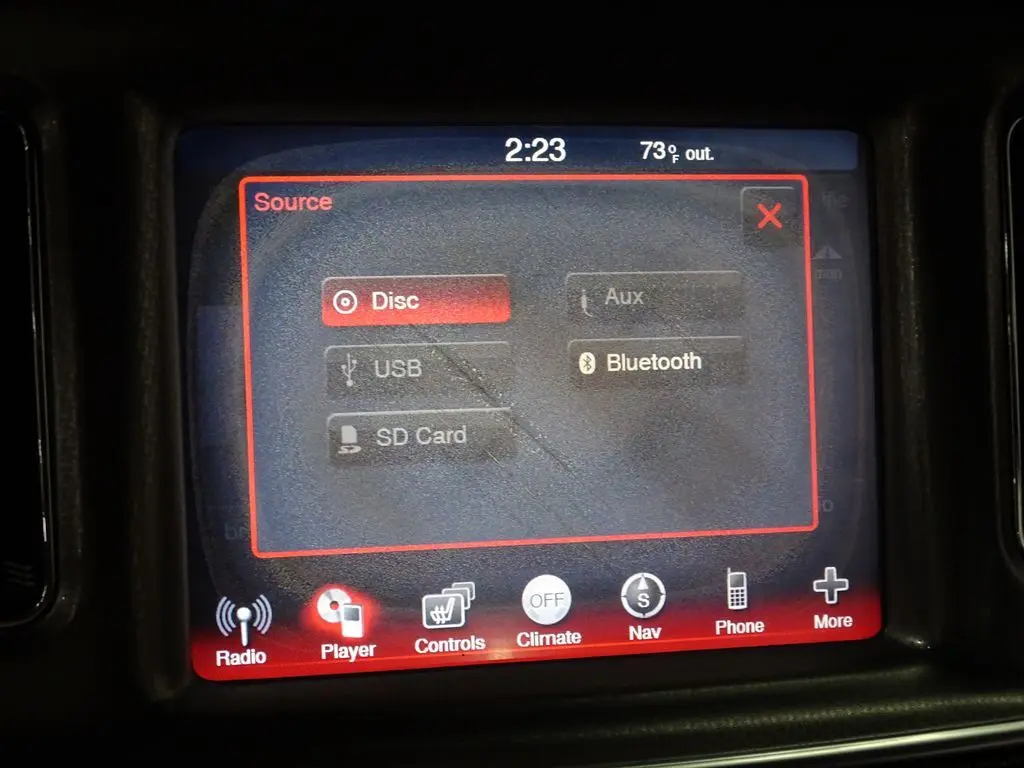 2:23 73°F out.
Source
Disc Aux
USB Bluetooth
SD Card
OFF S
Radio Player Controls Climate Nav Phone More